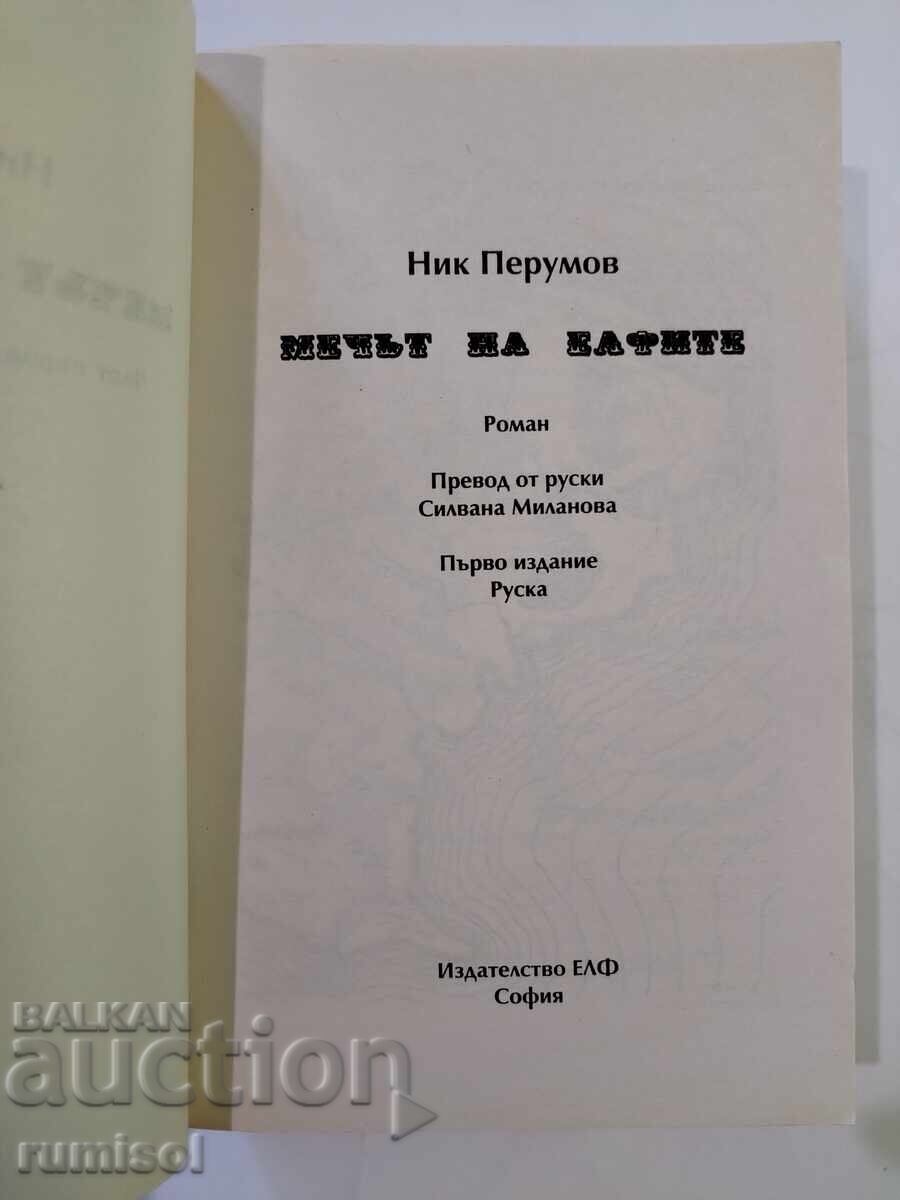 Ник Перумов
МЕЧЪТ НА ЕЛФИТЕ
Роман
Превод от руски
Силвана Миланова
Първо издание
Руска
Издателство ЕЛФ
София
BALKAN
auction
rumisol